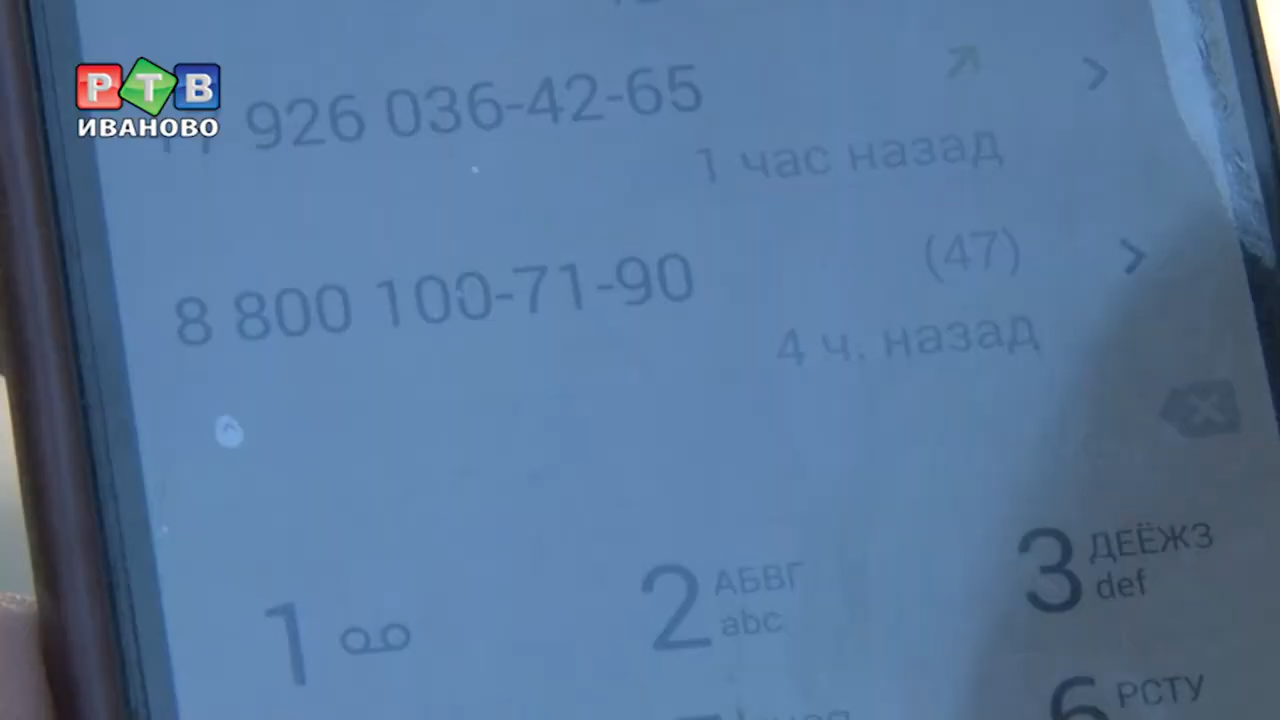 РТВ
ИВАНОВО
926 036-42-65
1 час назад
8 800 100-71-90 (47)
4 ч. назад
1
2 АБВГ
abc
3 ДЕЁЖЗ
def
6 РСТУ